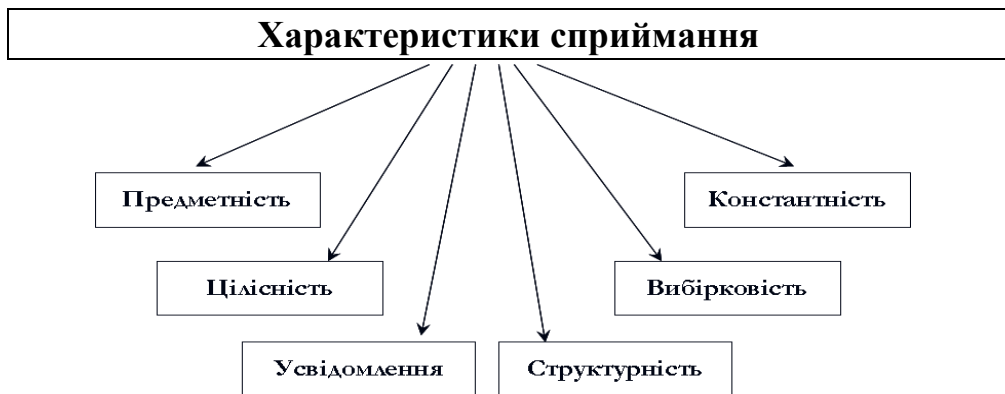 Характеристики сприймання
Предметність
Константність
Цілісність
Вибірковість
Усвідомлення
Структурність